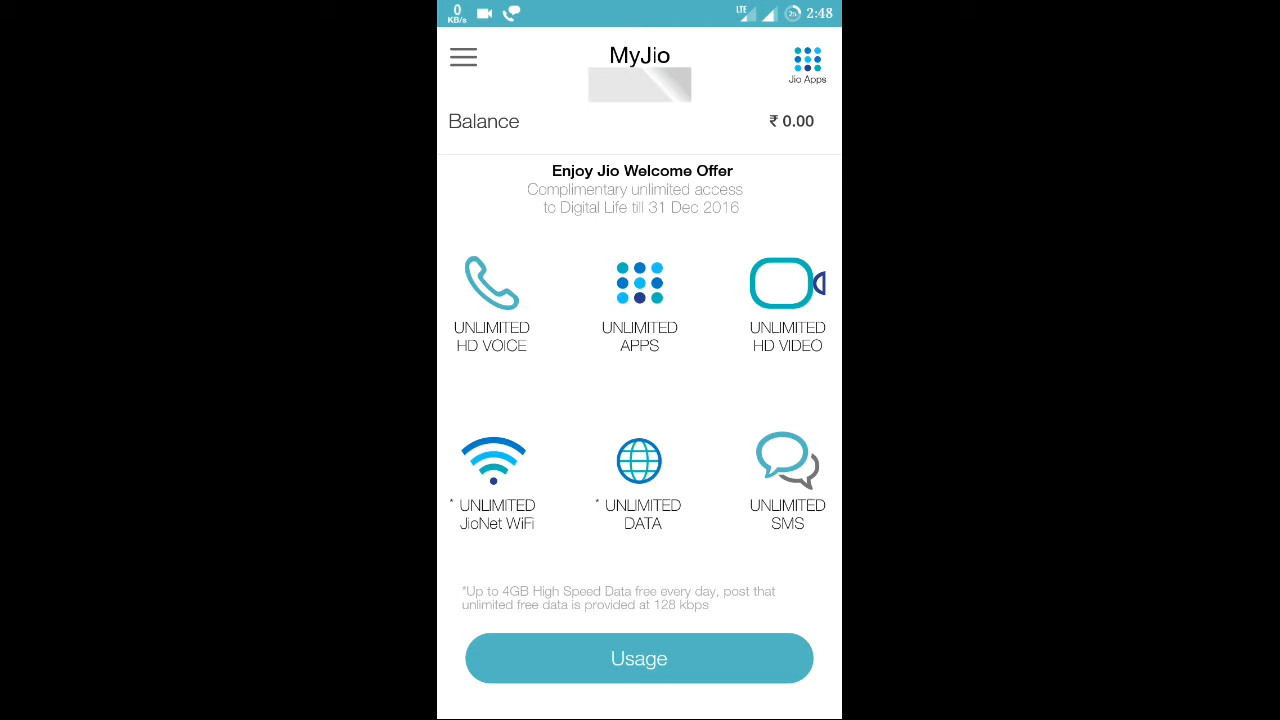 0
KB/s
LTE
25
2:48
MyJio
Jio Apps
Balance
₹ 0.00
Enjoy Jio Welcome Offer
Complimentary unlimited access
to Digital Life till 31 Dec 2016
UNLIMITED
HD VOICE
UNLIMITED
APPS
UNLIMITED
HD VIDEO
* UNLIMITED
JioNet WiFi
* UNLIMITED
DATA
UNLIMITED
SMS
*Up to 4GB High Speed Data free every day, post that
unlimited free data is provided at 128 kbps
Usage